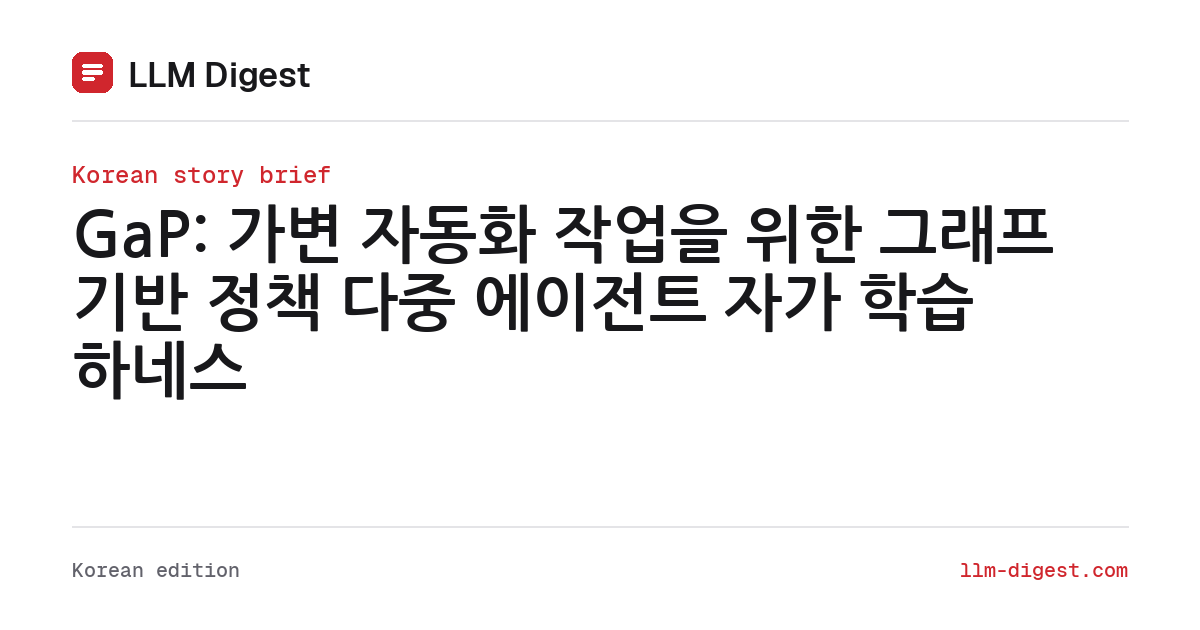 LLM Digest
Korean story brief
GaP: 가변 자동화 작업을 위한 그래프
기반 정책 다중 에이전트 자가 학습
하네스
Korean edition
llm-digest.com